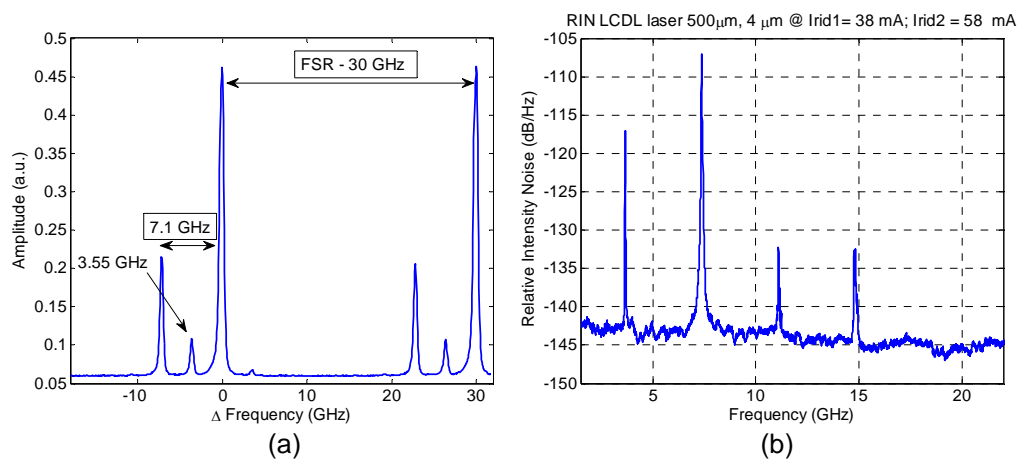 RIN LCDL laser 500μm, 4 μm @ Irid1= 38 mA; Irid2 = 58 mA
0.5
0.45
0.4
0.35
0.3
0.25
0.2
0.15
0.1
0.05
Amplitude (a.u.)
FSR - 30 GHz
7.1 GHz
3.55 GHz
-10
0
10
20
30
Δ Frequency (GHz)
(a)
-105
-110
-115
-120
-125
-130
-135
-140
-145
-150
Relative Intensity Noise (dB/Hz)
5
10
15
20
Frequency (GHz)
(b)